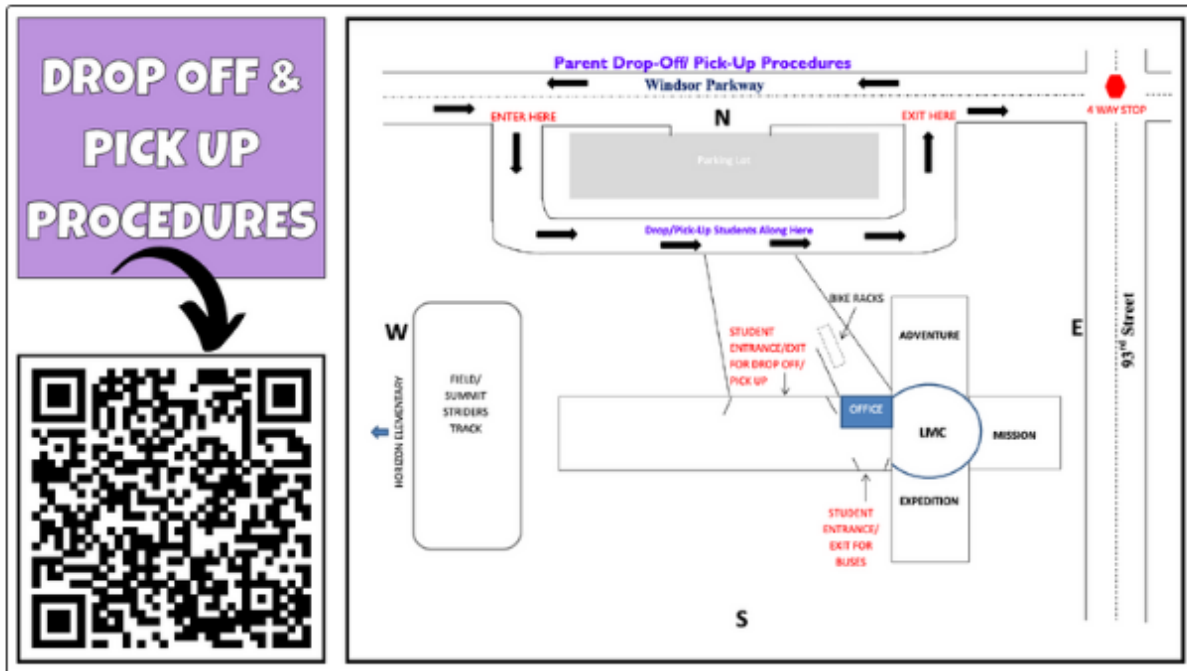 DROP OFF &
PICK UP
PROCEDURES
Parent Drop-Off/ Pick-Up Procedures
Windsor Parkway
ENTER HERE
N
EXIT HERE
4 WAY STOP
Parking Lot
Drop/Pick-Up Students Along Here
W
HORIZON ELEMENTARY
FIELD/
SUMMIT
STRIDERS
TRACK
STUDENT
ENTRANCE/EXIT
FOR DROP OFF/
PICK UP
BIKE RACKS
ADVENTURE
OFFICE
LMC
MISSION
EXPEDITION
STUDENT
ENTRANCE/
EXIT FOR
BUSES
E
93rd Street
S